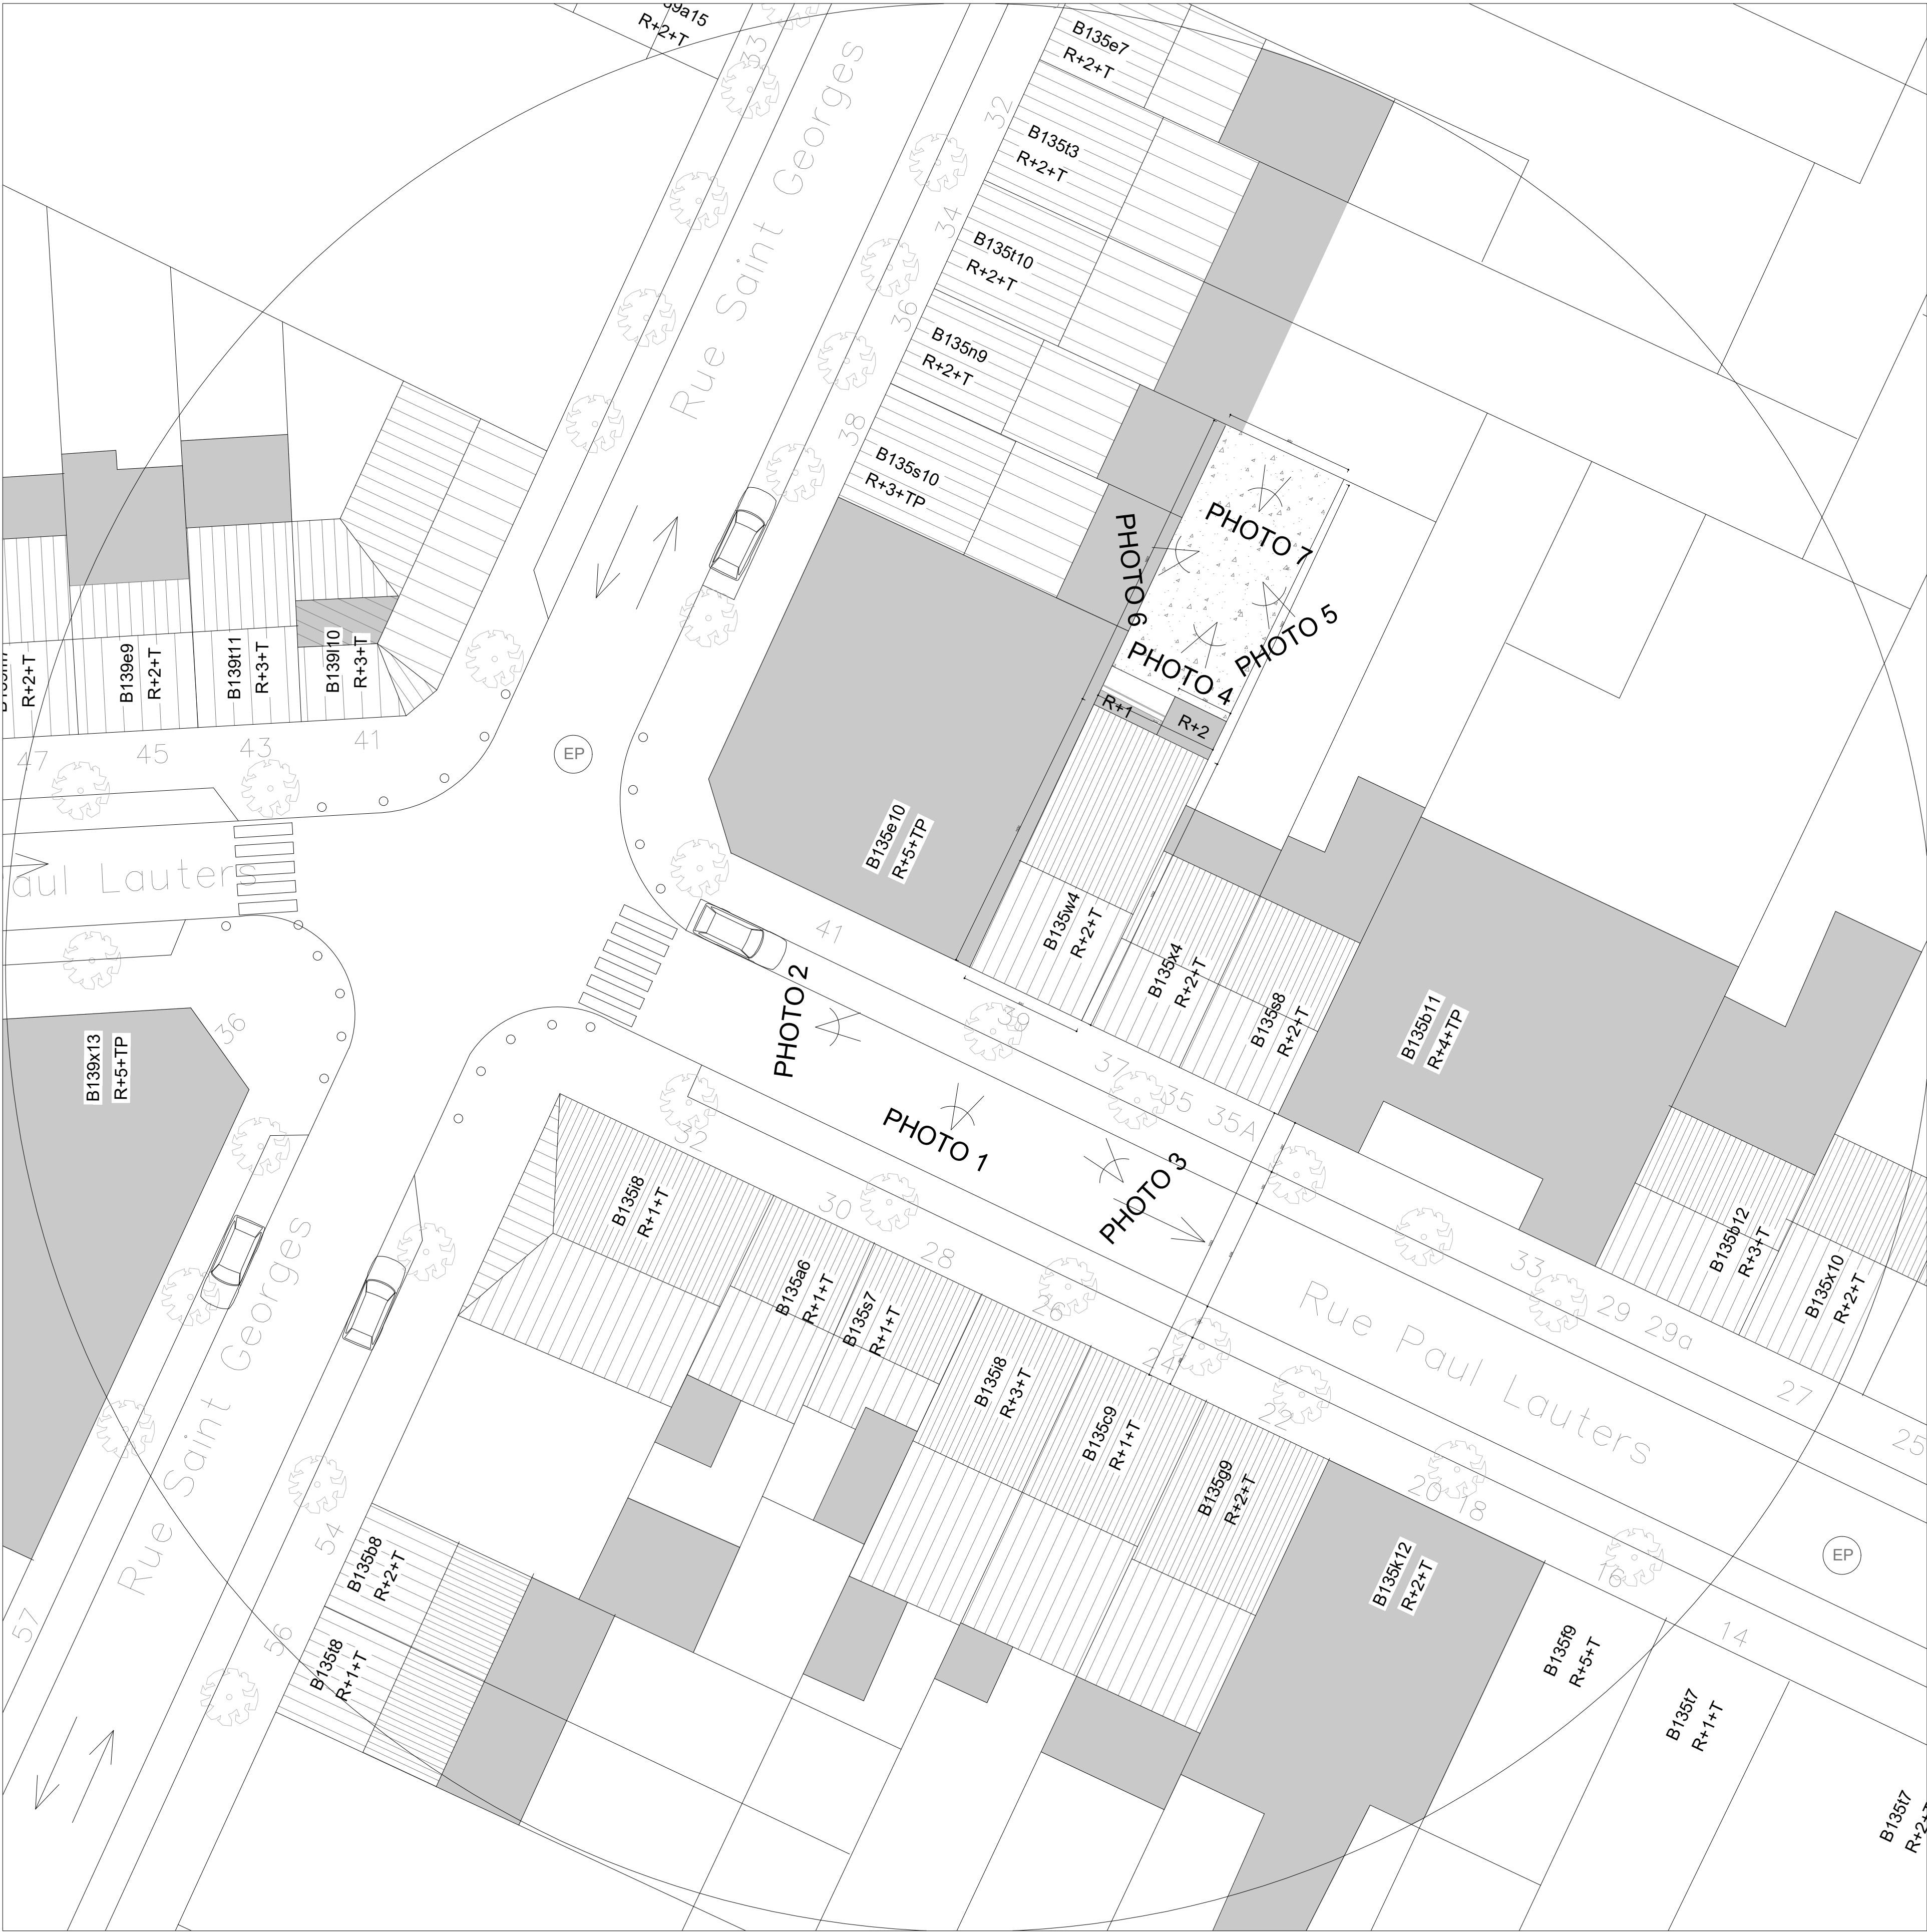 R+2+T
33
Rue Saint Georges
B135e7
R+2+T
32
B135t3
R+2+T
34
B135t10
R+2+T
36
B135n9
R+2+T
38
B135s10
R+3+TP
PHOTO 7
PHOTO 6
PHOTO 5
PHOTO 4
R+1
R+2
R+2+T
B139e9
R+2+T
B139t11
R+3+T
B139l10
R+3+T
47
45
43
41
EP
Paul Lauters
B135e10
R+5+TP
41
B135w4
R+2+T
B135x4
R+2+T
B135s8
R+2+T
B135b11
R+4+TP
39
37
35
35A
PHOTO 2
PHOTO 1
PHOTO 3
B139x13
R+5+TP
36
32
B135i8
R+1+T
30
B135a6
R+1+T
B135s7
R+1+T
28
26
B135i8
R+3+T
24
B135c9
R+1+T
22
B135g9
R+2+T
Rue Paul Lauters
33
29
29a
27
25
B135b12
R+3+T
B135x10
R+2+T
20
18
16
14
EP
B135k12
R+2+T
B135f9
R+5+T
B135t7
R+1+T
B135t7
Rue Saint Georges
54
B135b8
R+2+T
56
B135t8
R+1+T
57